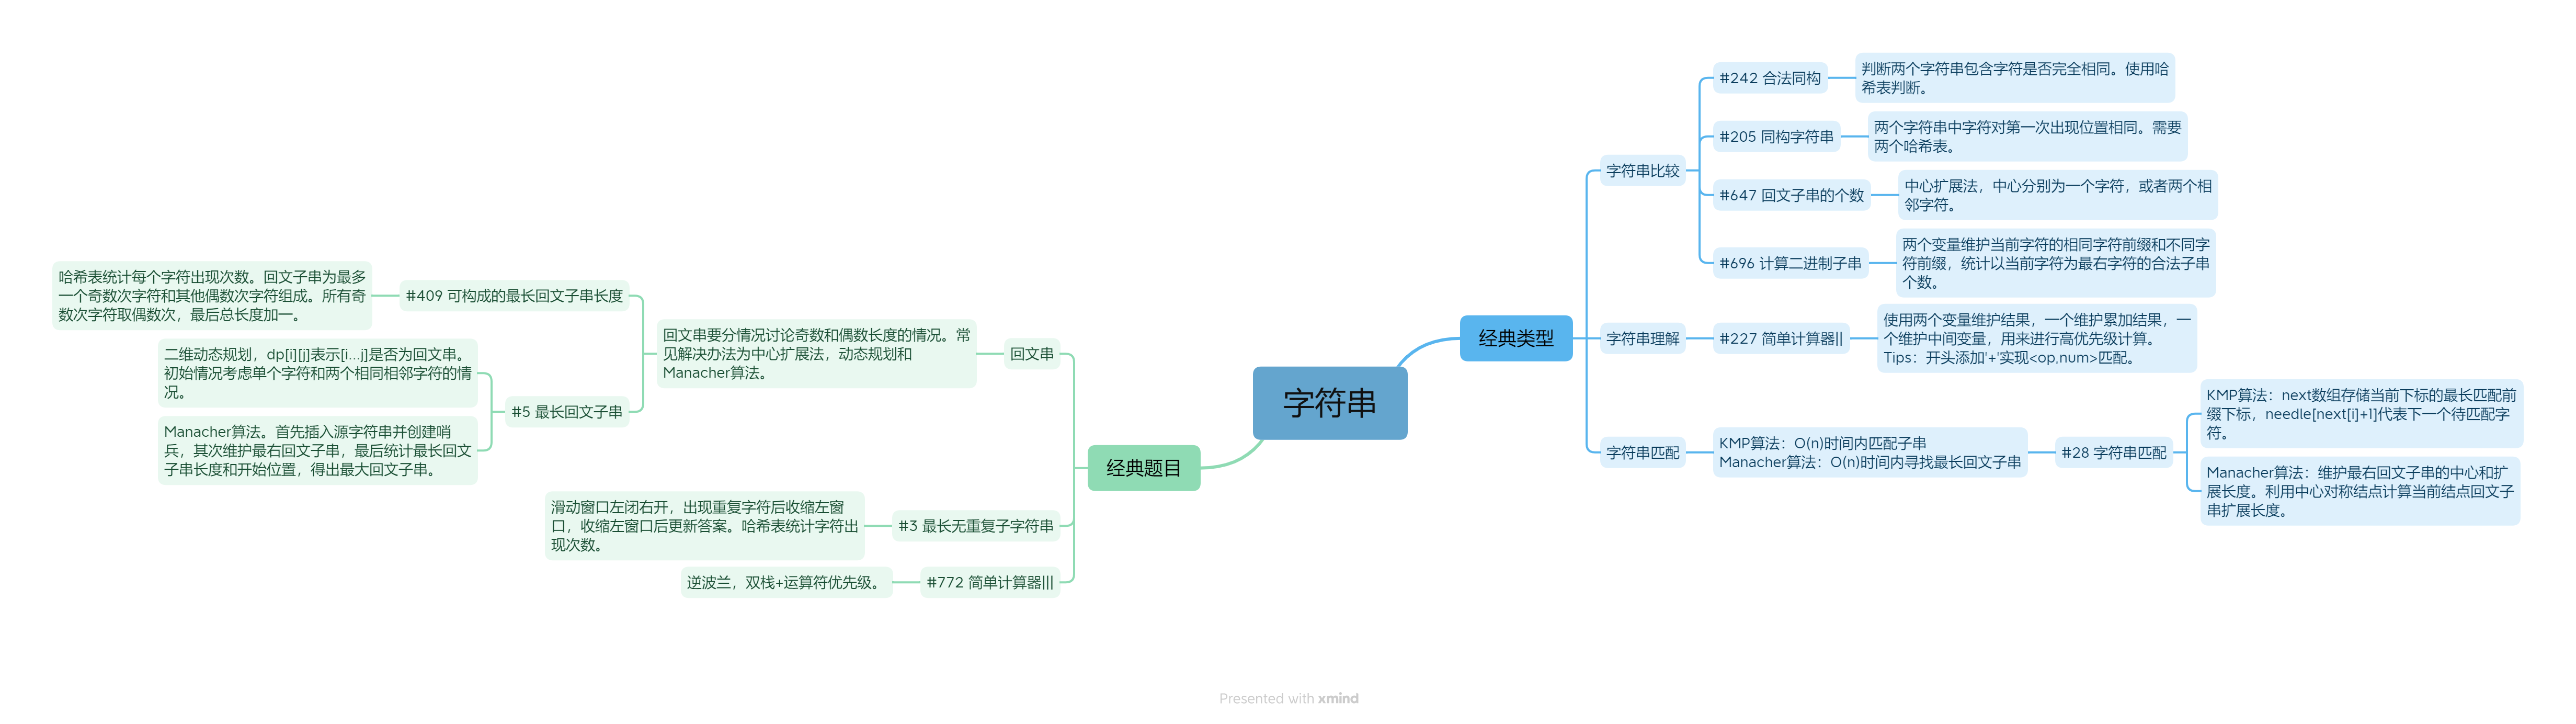 字符串
经典类型
字符串比较
#242 合法同构
判断两个字符串包含字符是否完全相同。使用哈
希表判断。
#205 同构字符串
两个字符串中字符对第一次出现位置相同。需要
两个哈希表。
#647 回文子串的个数
中心扩展法，中心分别为一个字符，或者两个相
邻字符。
#696 计算二进制子串
两个变量维护当前字符的相同字符前缀和不同字
符前缀，统计以当前字符为最右字符的合法子串
个数。
字符串理解
#227 简单计算器||
使用两个变量维护结果，一个维护累加结果，一
个维护中间变量，用来进行高优先级计算。
Tips：开头添加'+'实现<op,num>匹配。
字符串匹配
KMP算法：O(n)时间内匹配子串
Manacher算法：O(n)时间内寻找最长回文子串
#28 字符串匹配
KMP算法：next数组存储当前下标的最长匹配前
缀下标，needle[next[i]+1]代表下一个待匹配字
符。
Manacher算法：维护最右回文子串的中心和扩
展长度。利用中心对称结点计算当前结点回文子
串扩展长度。
经典题目
回文串
回文串要分情况讨论奇数和偶数长度的情况。常
见解决办法为中心扩展法，动态规划和
Manacher算法。
#409 可构成的最长回文子串长度
哈希表统计每个字符出现次数。回文子串为最多
一个奇数次字符和其他偶数次字符组成。所有奇
数次字符取偶数次，最后总长度加一。
#5 最长回文子串
二维动态规划，dp[i][j]表示[i...j]是否为回文串。
初始情况考虑单个字符和两个相同相邻字符的情
况。
Manacher算法。首先插入源字符串并创建哨
兵，其次维护最右回文子串，最后统计最长回文
子串长度和开始位置，得出最大回文子串。
#3 最长无重复子字符串
滑动窗口左闭右开，出现重复字符后收缩左窗
口，收缩左窗口后更新答案。哈希表统计字符出
现次数。
#772 简单计算器|||
逆波兰，双栈+运算符优先级。
Presented with xmind